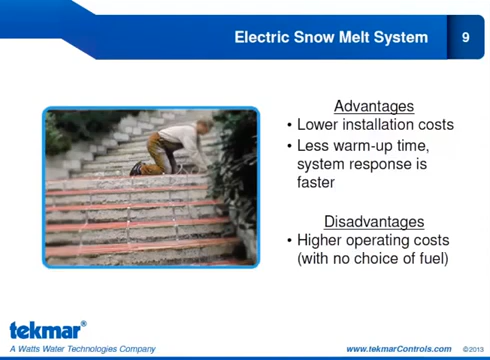 Electric Snow Melt System
9
Advantages
• Lower installation costs
• Less warm-up time,
system response is
faster
Disadvantages
• Higher operating costs
(with no choice of fuel)
tekmar®
A Watts Water Technologies Company
www.tekmarControls.com
©2013